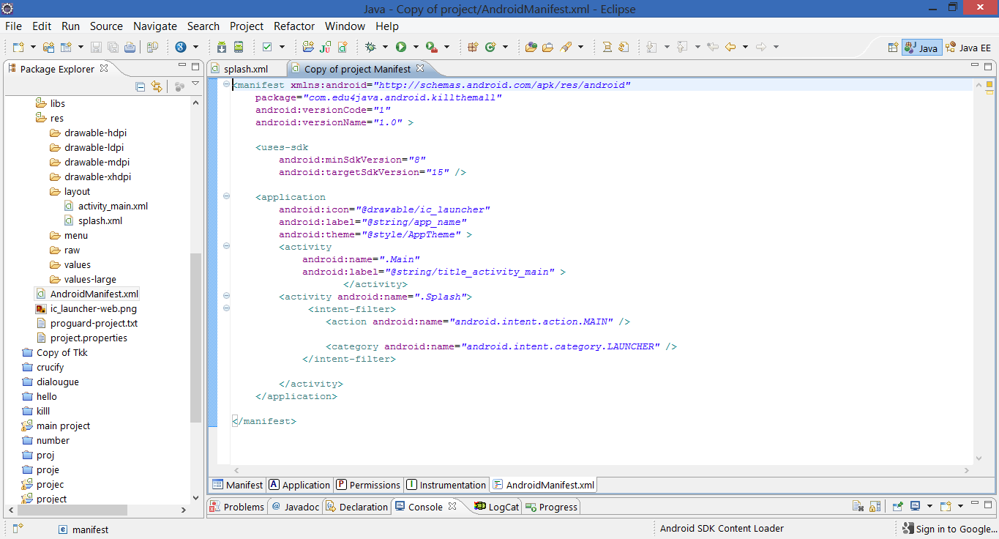 Java - Copy of project/AndroidManifest.xml - Eclipse
File Edit Run Source Navigate Search Project Refactor Window Help
Java Java EE
Package Explorer
splash.xml Copy of project Manifest
libs
res
drawable-hdpi
drawable-ldpi
drawable-mdpi
drawable-xhdpi
layout
activity_main.xml
splash.xml
menu
raw
values
values-large
AndroidManifest.xml
ic_launcher-web.png
proguard-project.txt
project.properties
Copy of Tkk
crucify
dialougue
hello
killl
main project
number
proj
proje
projec
project
<manifest xmlns:android="http://schemas.android.com/apk/res/android"
package="com.edu4java.android.killthemall"
android:versionCode="1"
android:versionName="1.0" >
<uses-sdk
android:minSdkVersion="8"
android:targetSdkVersion="15" />
<application
android:icon="@drawable/ic_launcher"
android:label="@string/app_name"
android:theme="@style/AppTheme" >
<activity
android:name=".Main"
android:label="@string/title_activity_main" >
</activity>
<activity android:name=".Splash">
<intent-filter>
<action android:name="android.intent.action.MAIN" />
<category android:name="android.intent.category.LAUNCHER" />
</intent-filter>
</activity>
</application>
</manifest>
Manifest A Application P Permissions I Instrumentation AndroidManifest.xml
Problems @ Javadoc Declaration Console LogCat Progress
e manifest
Android SDK Content Loader
Sign in to Google...